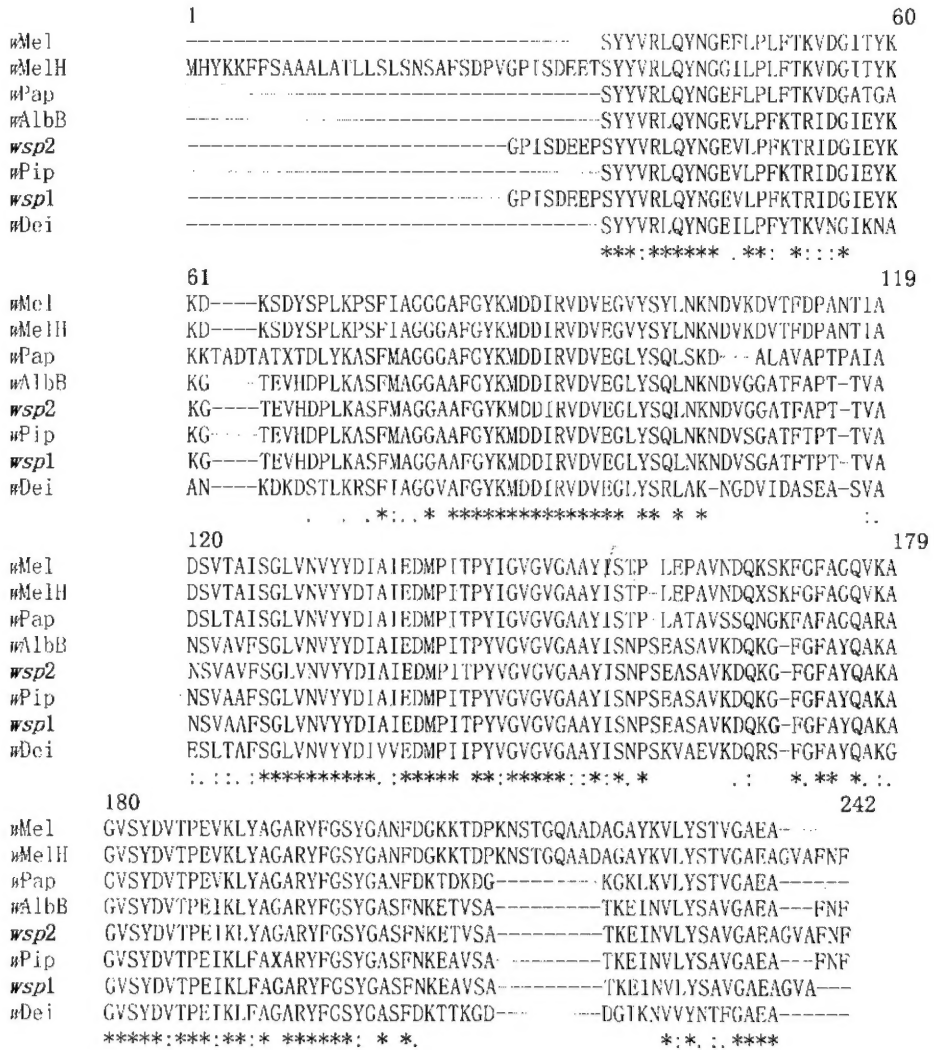 1 60
wMel --------------------------------------SYYVRLQYNGEFLPLFTKVDGITYK
wMelH MHYKKFFSAAALATLLSLSNSAFSDPVGPISDEETSYYVRLQYNGGILPLFTKVDGITYK
wPap --------------------------------------SYYVRLQYNGEFLPLFTKVDGATGA
wAlbB --------------------------------------SYYVRLQYNGEVLPFKTRIDGIEYK
wsp2 ------------------------------GPISDEEPSYYVRLQYNGEVLPFKTRIDGIEYK
wPip --------------------------------------SYYVRLQYNGEVLPFKTRIDGIEYK
wsp1 ------------------------------GPISDEEPSYYVRLQYNGEVLPFKTRIDGIEYK
wDei --------------------------------------SYYVRLQYNGEILPFYTKVNGIKNA
***:****** .**: *:::*
61 119
wMel KD----KSDYSPLKPSFIAGGGAFGYKMDDIRVDVEGVYSYLNKNDVKDVTFDPANTIA
wMelH KD----KSDYSPLKPSFIAGGGAFGYKMDDIRVDVEGVYSYLNKNDVKDVTFDPANTIA
wPap KKTADTATXTDLYKASFMAGGGAFGYKMDDIRVDVEGLYSQLSKD---ALAVAPTPAIA
wAlbB KG----TEVHDPLKASFMAGGAAFGYKMDDIRVDVEGLYSQLNKNDVGGATFAPT-TVA
wsp2 KG----TEVHDPLKASFMAGGAAFGYKMDDIRVDVEGLYSQLNKNDVGGATFAPT-TVA
wPip KG----TEVHDPLKASFMAGGAAFGYKMDDIRVDVEGLYSQLNKNDVSGATFTPT-TVA
wsp1 KG----TEVHDPLKASFMAGGAAFGYKMDDIRVDVEGLYSQLNKNDVSGATFTPT-TVA
wDei AN----KDKDSTLKRSFIAGGVAFGYKMDDIRVDVEGLYSRLAK-NGDVIDASEA-SVA
. . .*:..* **************** ** * * :.
120 179
wMel DSVTAISGLVNVYYDIAIEDMPITPYIGVGVGAAYISTP LEPAVNDQKSKFGFAGQVKA
wMelH DSVTAISGLVNVYYDIAIEDMPITPYIGVGVGAAYISTP-LEPAVNDQXSKFGFAGQVKA
wPap DSLTAISGLVNVYYDIAIEDMPITPYIGVGVGAAYISTP-LATAVSSQNGKFAFAGQARA
wAlbB NSVAVFSGLVNVYYDIAIEDMPITPYVGVGVGAAYISNPSEASAVKDQKG-FGFAYQAKA
wsp2 NSVAVFSGLVNVYYDIAIEDMPITPYVGVGVGAAYISNPSEASAVKDQKG-FGFAYQAKA
wPip NSVAAFSGLVNVYYDIAIEDMPITPYVGVGVGAAYISNPSEASAVKDQKG-FGFAYQAKA
wsp1 NSVAAFSGLVNVYYDIAIEDMPITPYVGVGVGAAYISNPSEASAVKDQKG-FGFAYQAKA
wDei ESLTAFSGLVNVYYDIVVEDMPIIPYVGVGVGAAYISNPSKVAEVKDQRS-FGFAYQAKG
:.::.:**********.:***** **:*****::*:*.* .: *.** *.:.
180 242
wMel GVSYDVTPEVKLYAGARYFGSYGANFDGKKTDPKNSTGQAADAGAYKVLYSTVGAEA-
wMelH GVSYDVTPEVKLYAGARYFGSYGANFDGKKTDPKNSTGQAADAGAYKVLYSTVGAEAGVAFNF
wPap GVSYDVTPEVKLYAGARYFGSYGANFDKTDKDG---------KGKLKVLYSTVGAEA------
wAlbB GVSYDVTPEIKLYAGARYFGSYGASFNKETVSA---------TKEINVLYSAVGAEA---FNF
wsp2 GVSYDVTPEIKLYAGARYFGSYGASFNKETVSA---------TKEINVLYSAVGAEAGVAFNF
wPip GVSYDVTPEIKLFAXARYFGSYGASFNKEAVSA---------TKEINVLYSAVGAEA---FNF
wsp1 GVSYDVTPEIKLFAGARYFGSYGASFNKEAVSA---------TKEINVLYSAVGAEAGVA---
wDei GVSYDVTPEIKLFAGARYFGSYGASFDKTTKGD---------DGTKNVVYNTFGAEA------
*****:***:**:* ******:* *. *:*.:.****